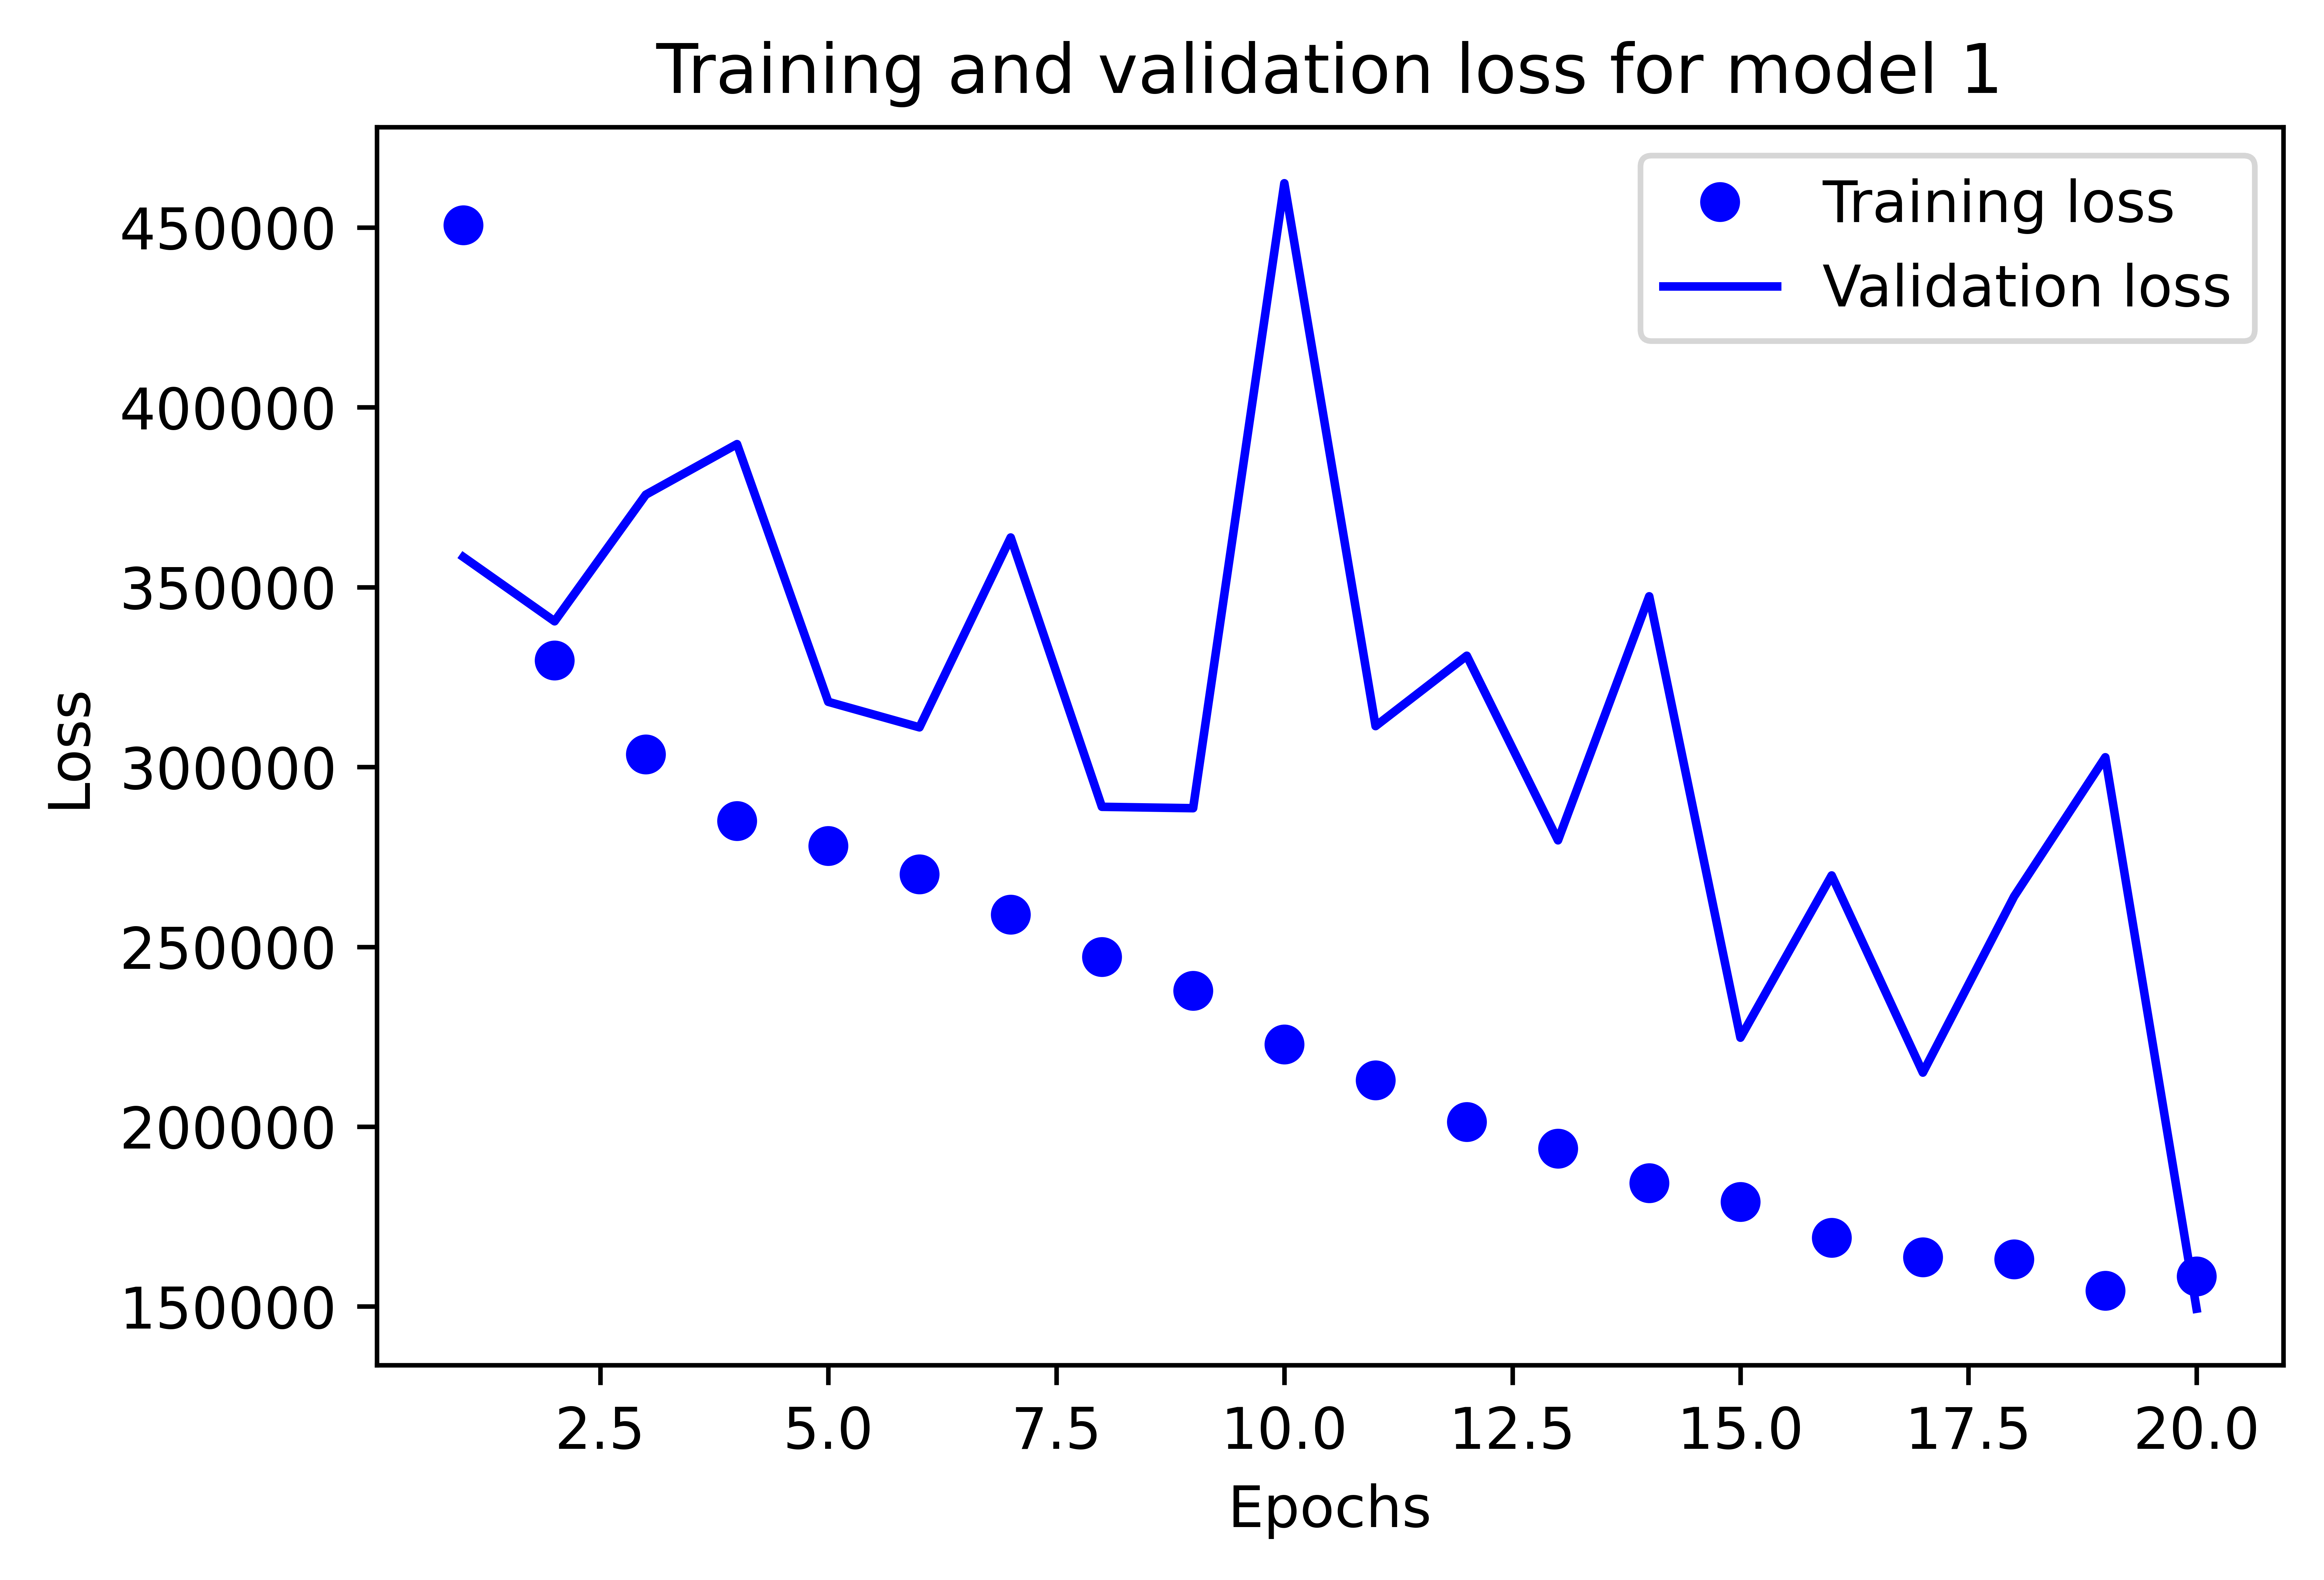 Training and validation loss for model 1
Training loss
Validation loss
450000
400000
350000
300000
250000
200000
150000
Loss
2.5 5.0 7.5 10.0 12.5 15.0 17.5 20.0
Epochs